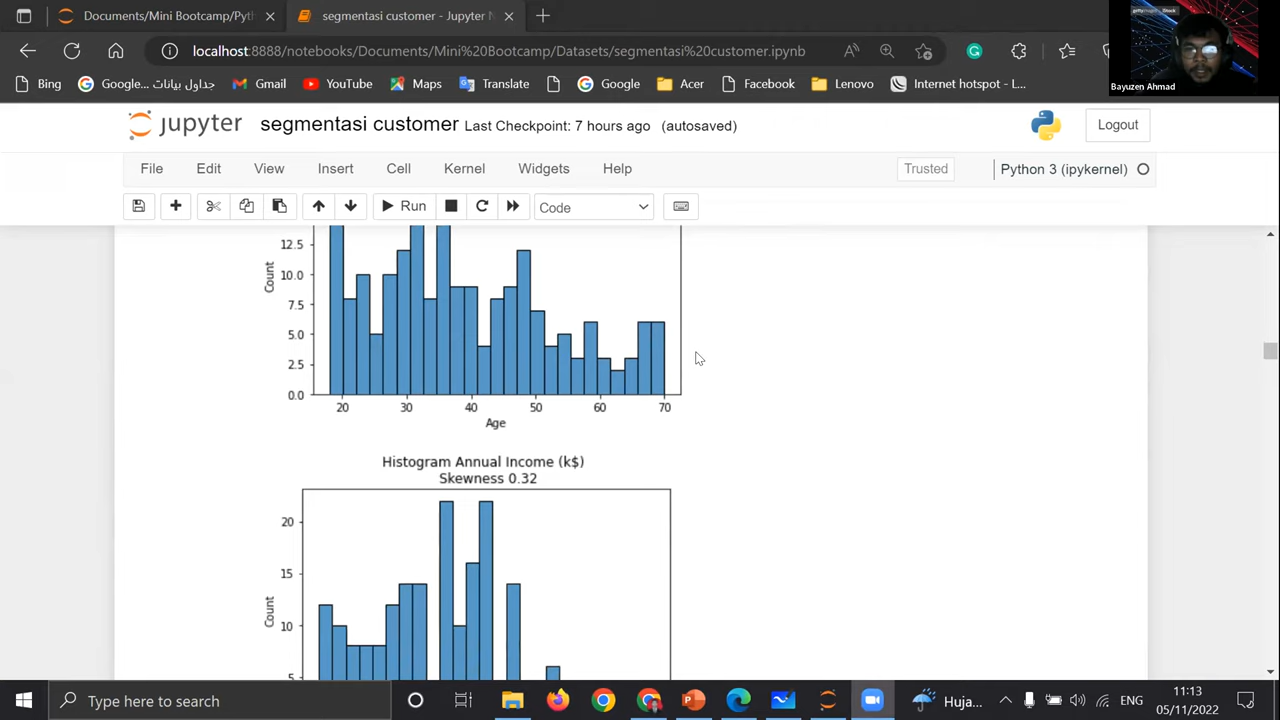 Documents/Mini Bootcamp/Pyth
segmentasi customer - Jupyter N
localhost:8888/notebooks/Documents/Mini%20Bootcamp/Datasets/segmentasi%20customer.ipynb
Bing
Google... جداول بيانات
Gmail
YouTube
Maps
Translate
Google
Acer
Facebook
Lenovo
Internet hotspot - L...
Bayuzen Ahmad
jupyter segmentasi customer Last Checkpoint: 7 hours ago (autosaved)
Logout
File Edit View Insert Cell Kernel Widgets Help
Trusted
Python 3 (ipykernel)
Run
Code
12.5
10.0
7.5
5.0
2.5
0.0
Count
20 30 40 50 60 70
Age
Histogram Annual Income (k$)
Skewness 0.32
20
15
10
5
Count
Type here to search
Huja...
ENG
11:13
05/11/2022